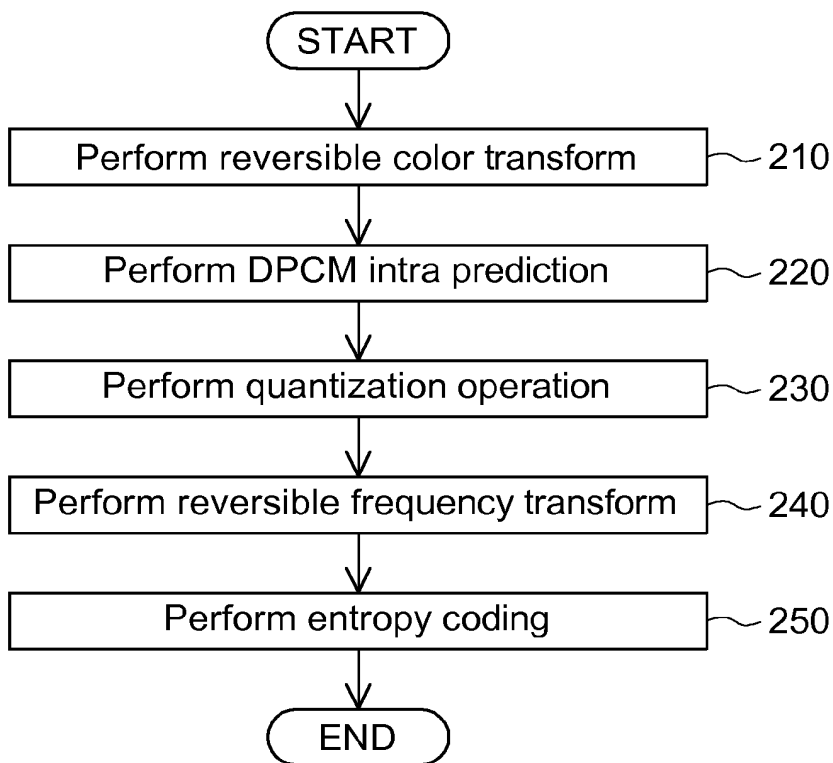 START
Perform reversible color transform
210
Perform DPCM intra prediction
220
Perform quantization operation
230
Perform reversible frequency transform
240
Perform entropy coding
250
END